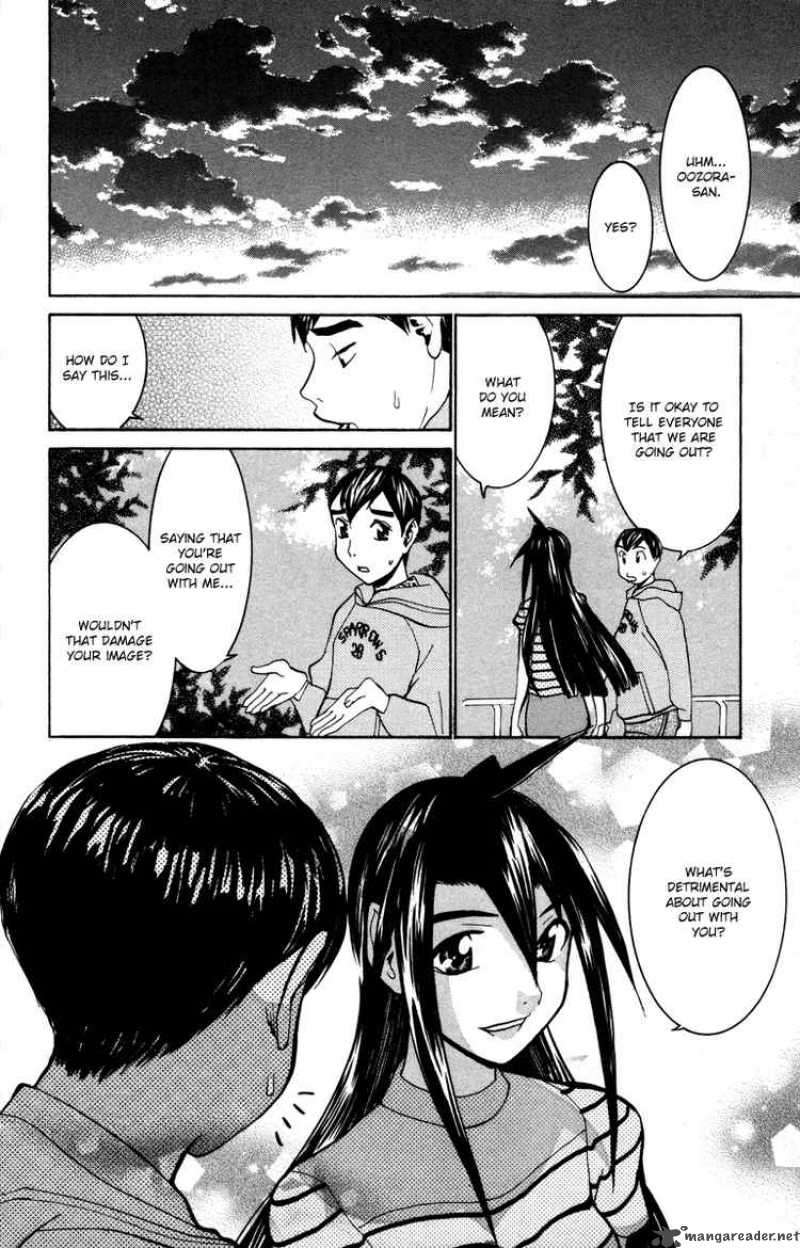 UHM...
OOZORA-
SAN.
YES?
IS IT OKAY TO
TELL EVERYONE
THAT WE ARE
GOING OUT?
WHAT
DO YOU
MEAN?
HOW DO I
SAY THIS...
SAYING THAT
YOU'RE
GOING OUT
WITH ME...
WOULDN'T
THAT DAMAGE
YOUR IMAGE?
SPARROWS
28
WHAT'S
DETRIMENTAL
ABOUT GOING
OUT WITH
YOU?
mangareader.net